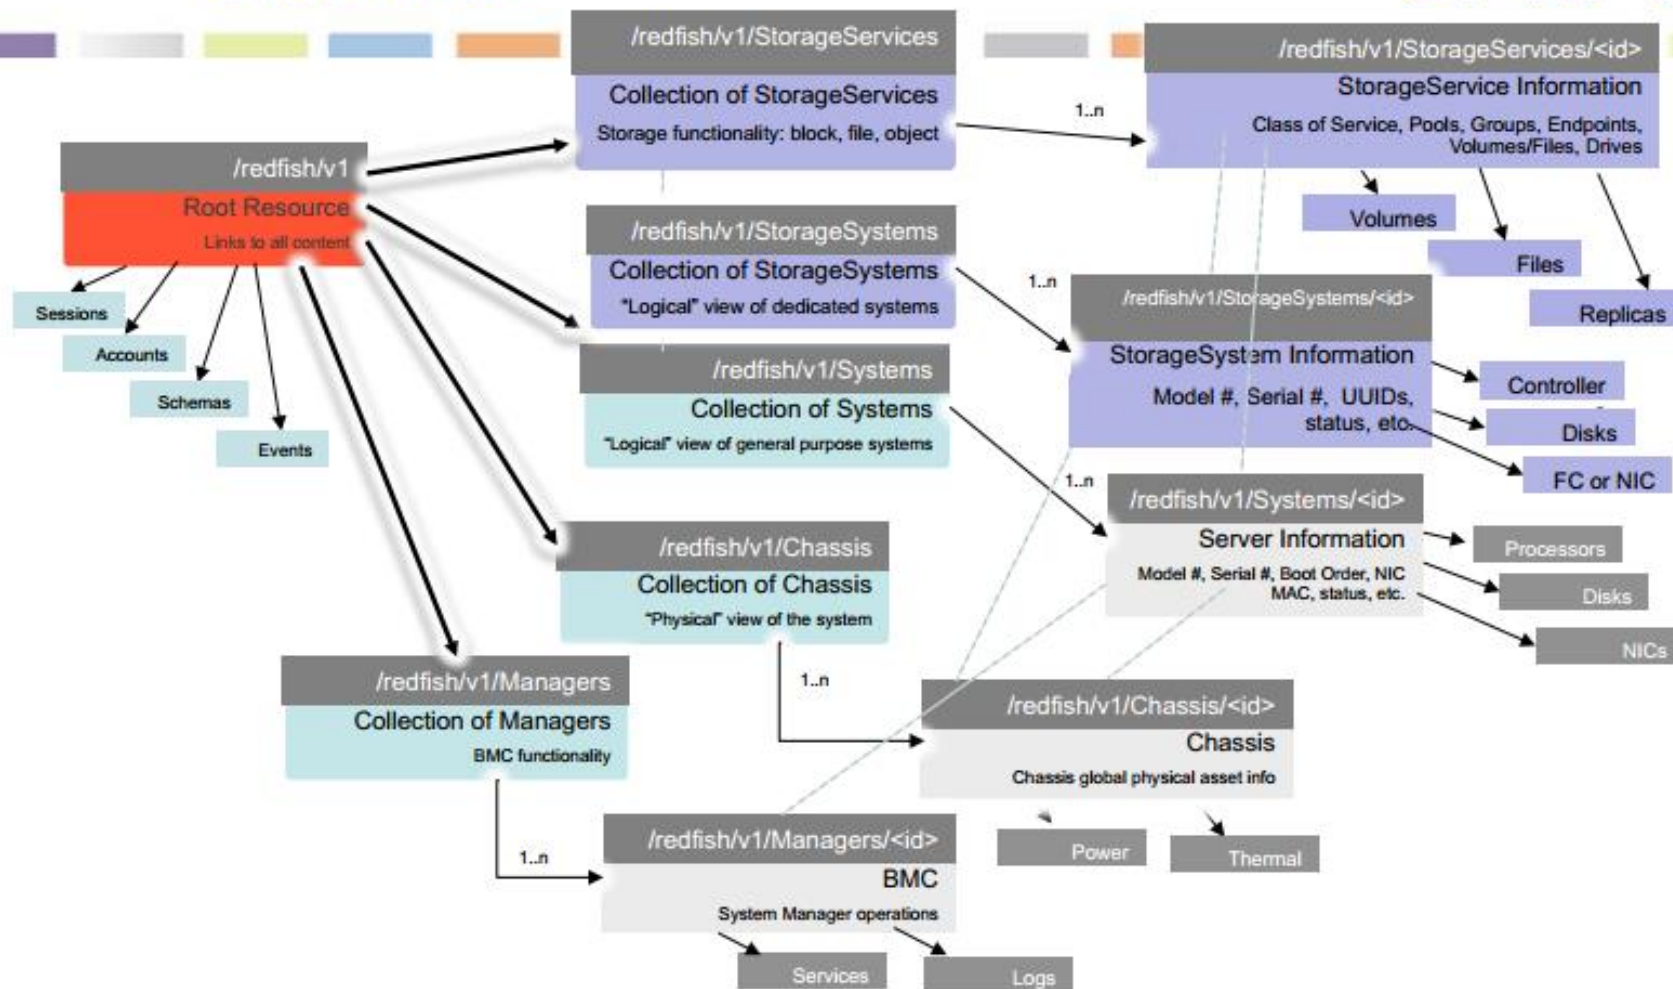 /redfish/v1/StorageServices
Collection of StorageServices
Storage functionality: block, file, object
1..n
/redfish/v1/StorageServices/<id>
StorageService Information
Class of Service, Pools, Groups, Endpoints,
Volumes/Files, Drives
Volumes
Files
Replicas
/redfish/v1
Root Resource
Links to all content
Sessions
Accounts
Schemas
Events
/redfish/v1/StorageSystems
Collection of StorageSystems
"Logical" view of dedicated systems
1..n
/redfish/v1/StorageSystems/<id>
StorageSystem Information
Model #, Serial #, UUIDs,
status, etc.
Controller
Disks
FC or NIC
/redfish/v1/Systems
Collection of Systems
"Logical" view of general purpose systems
1..n
/redfish/v1/Systems/<id>
Server Information
Model #, Serial #, Boot Order, NIC
MAC, status, etc.
Processors
Disks
NICs
/redfish/v1/Chassis
Collection of Chassis
"Physical" view of the system
1..n
/redfish/v1/Chassis/<id>
Chassis
Chassis global physical asset info
Power
Thermal
/redfish/v1/Managers
Collection of Managers
BMC functionality
1..n
/redfish/v1/Managers/<id>
BMC
System Manager operations
Services
Logs